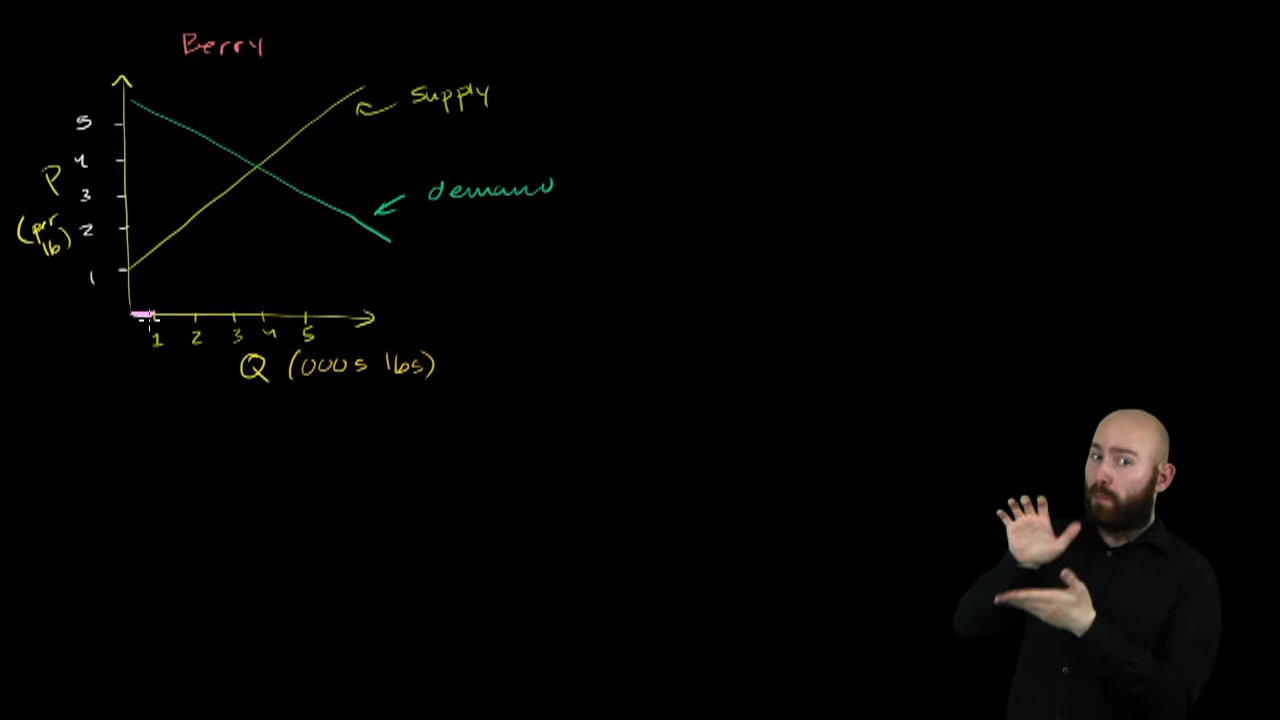 Berry
supply
5
4
P
3
demand
(per
lb)
2
1
1 2 3 4 5
Q (000s lbs)